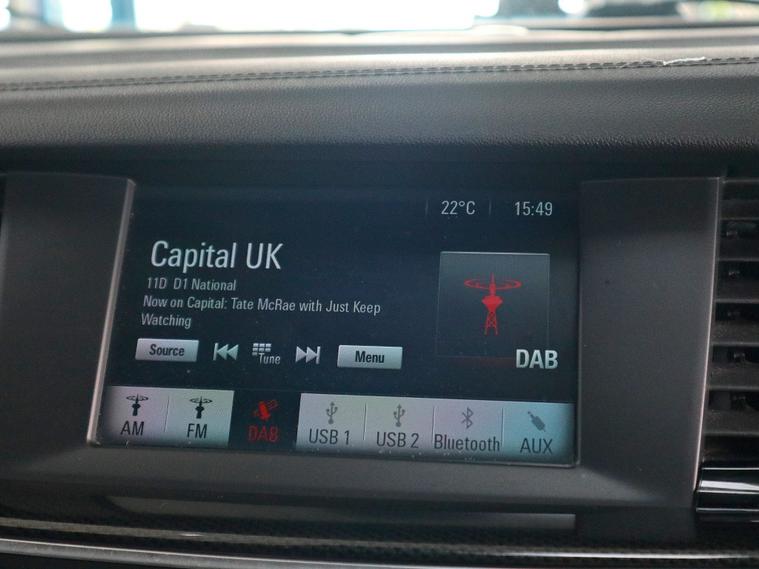 22°C 15:49
Capital UK
11D D1 National
Now on Capital: Tate McRae with Just Keep
Watching
Source Tune Menu
DAB
AM FM DAB USB 1 USB 2 Bluetooth AUX